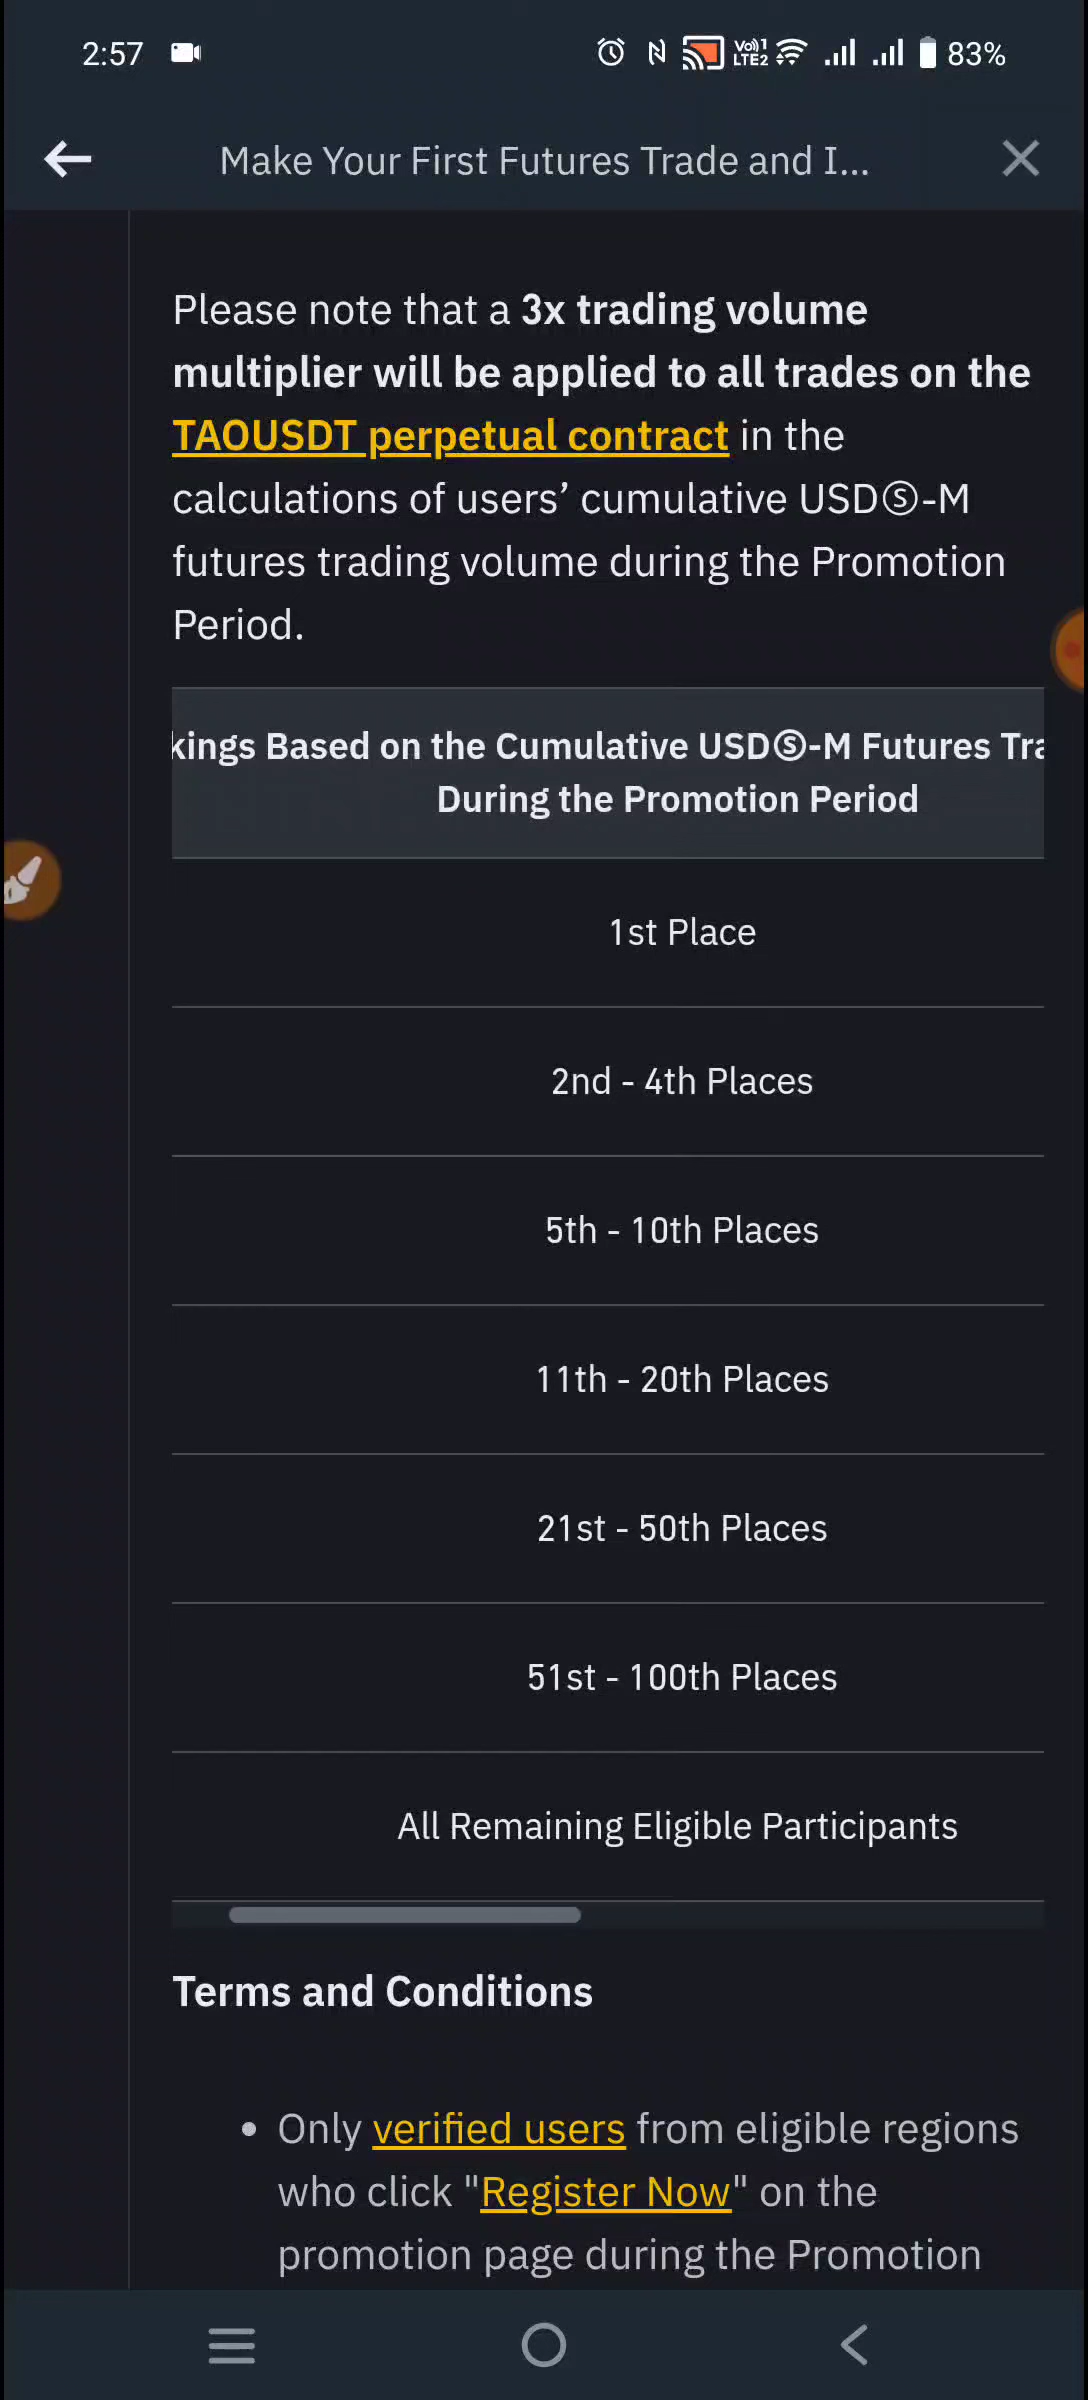 2:57
Vo)) 1
LTE2
83%
Make Your First Futures Trade and I...
Please note that a 3x trading volume
multiplier will be applied to all trades on the
TAOUSDT perpetual contract in the
calculations of users’ cumulative USDⓈ-M
futures trading volume during the Promotion
Period.
kings Based on the Cumulative USDⓈ-M Futures Tra
During the Promotion Period
1st Place
2nd - 4th Places
5th - 10th Places
11th - 20th Places
21st - 50th Places
51st - 100th Places
All Remaining Eligible Participants
Terms and Conditions
• Only verified users from eligible regions
who click "Register Now" on the
promotion page during the Promotion